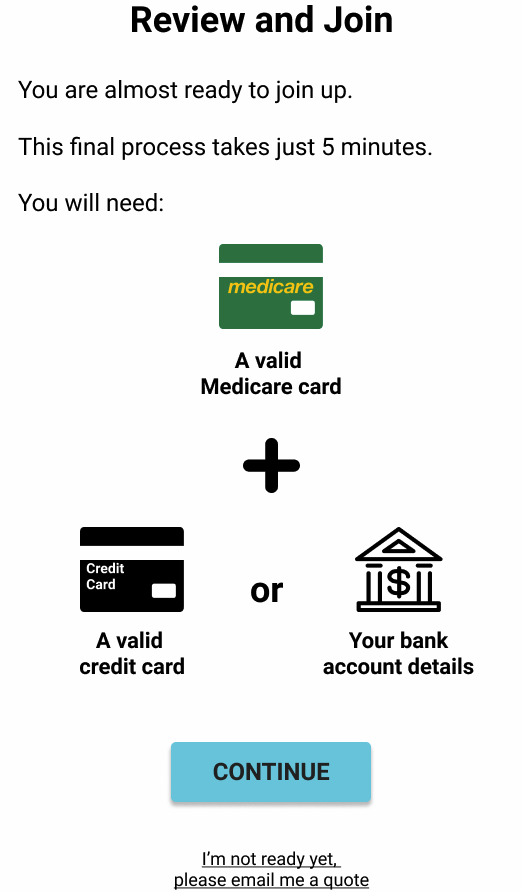 Review and Join
You are almost ready to join up.
This final process takes just 5 minutes.
You will need:
medicare
A valid
Medicare card
Credit
Card
or
$
A valid
credit card
Your bank
account details
CONTINUE
I'm not ready yet,
please email me a quote